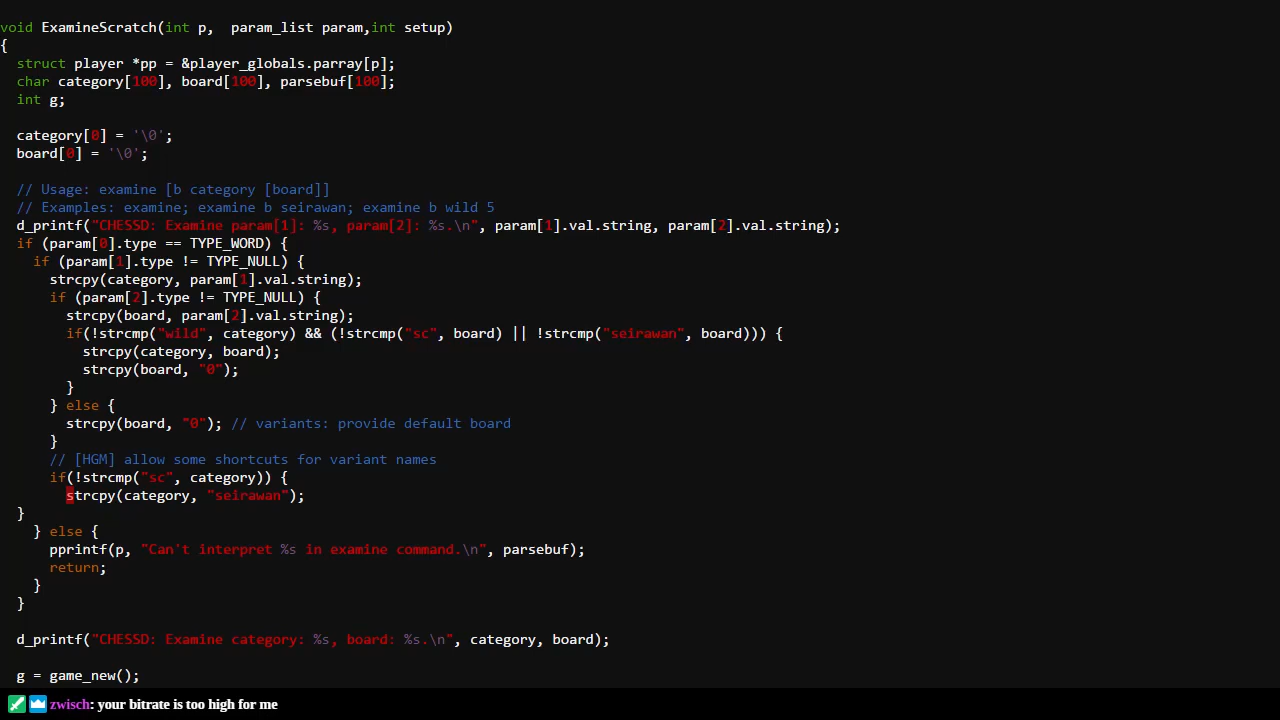 void ExamineScratch(int p,  param_list param,int setup)
{
  struct player *pp = &player_globals.parray[p];
  char category[100], board[100], parsebuf[100];
  int g;

  category[0] = '\0';
  board[0] = '\0';

  // Usage: examine [b category [board]]
  // Examples: examine; examine b seirawan; examine b wild 5
  d_printf("CHESSD: Examine param[1]: %s, param[2]: %s.\n", param[1].val.string, param[2].val.string);
  if (param[0].type == TYPE_WORD) {
    if (param[1].type != TYPE_NULL) {
      strcpy(category, param[1].val.string);
      if (param[2].type != TYPE_NULL) {
        strcpy(board, param[2].val.string);
        if(!strcmp("wild", category) && (!strcmp("sc", board) || !strcmp("seirawan", board))) {
          strcpy(category, board);
          strcpy(board, "0");
        }
      } else {
        strcpy(board, "0"); // variants: provide default board
      }
      // [HGM] allow some shortcuts for variant names
      if(!strcmp("sc", category)) {
        strcpy(category, "seirawan");
  }
    } else {
      pprintf(p, "Can't interpret %s in examine command.\n", parsebuf);
      return;
    }
  }

  d_printf("CHESSD: Examine category: %s, board: %s.\n", category, board);

  g = game_new();
zwisch: your bitrate is too high for me